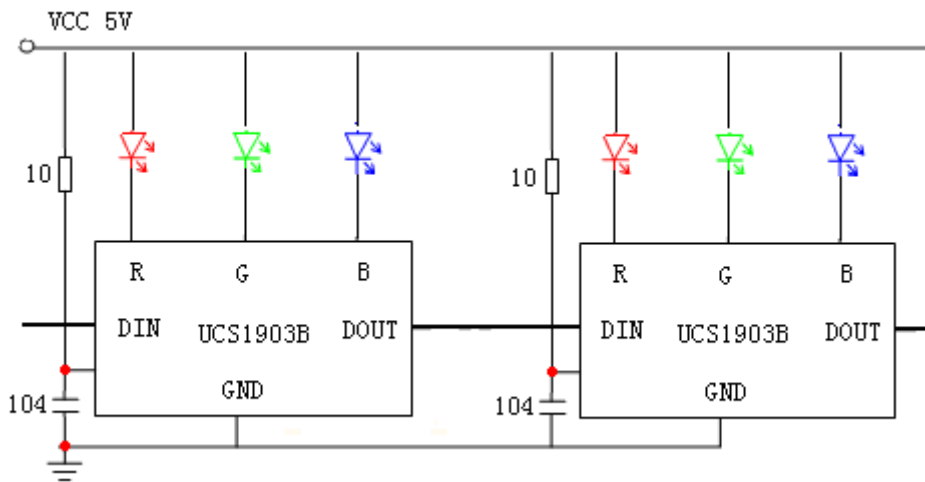 VCC 5V
10
10
R G B
R G B
DIN UCS1903B DOUT
DIN UCS1903B DOUT
GND
GND
104
104